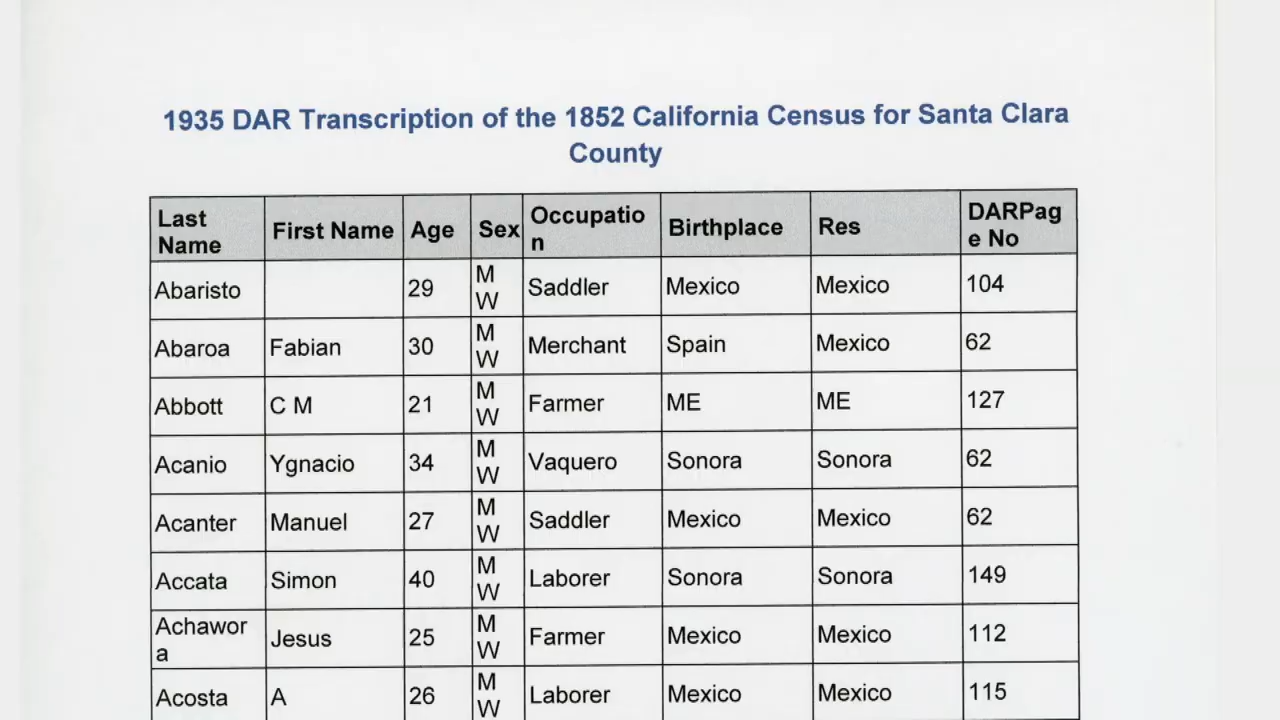 1935 DAR Transcription of the 1852 California Census for Santa Clara
County
Last Name First Name Age Sex Occupation Birthplace Res DARPage No
Abaristo 29 M W Saddler Mexico Mexico 104
Abaroa Fabian 30 M W Merchant Spain Mexico 62
Abbott C M 21 M W Farmer ME ME 127
Acanio Ygnacio 34 M W Vaquero Sonora Sonora 62
Acanter Manuel 27 M W Saddler Mexico Mexico 62
Accata Simon 40 M W Laborer Sonora Sonora 149
Achawora Jesus 25 M W Farmer Mexico Mexico 112
Acosta A 26 M W Laborer Mexico Mexico 115